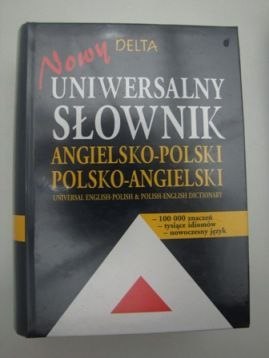 Nowy DELTA
UNIWERSALNY
SŁOWNIK
ANGIELSKO-POLSKI
POLSKO-ANGIELSKI
UNIVERSAL ENGLISH-POLISH & POLISH-ENGLISH DICTIONARY
– 100 000 znaczeń
– tysiące idiomów
– nowoczesny język